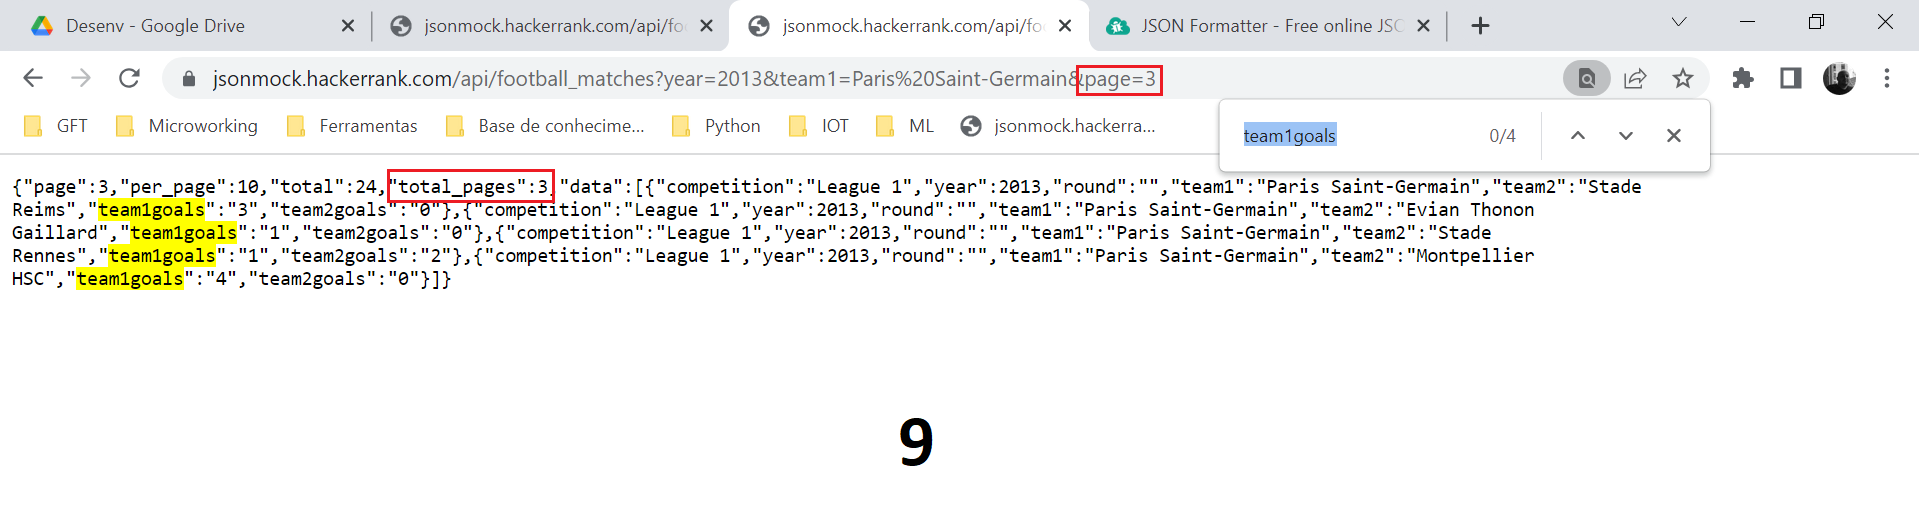 Desenv - Google Drive
jsonmock.hackerrank.com/api/foo
jsonmock.hackerrank.com/api/foo
JSON Formatter - Free online JSO
jsonmock.hackerrank.com/api/football_matches?year=2013&team1=Paris%20Saint-Germain&page=3
GFT
Microworking
Ferramentas
Base de conhecime...
Python
IOT
ML
jsonmock.hackerra...
team1goals
0/4
{"page":3,"per_page":10,"total":24,"total_pages":3,"data":[{"competition":"League 1","year":2013,"round":"","team1":"Paris Saint-Germain","team2":"Stade
Reims","team1goals":"3","team2goals":"0"},{"competition":"League 1","year":2013,"round":"","team1":"Paris Saint-Germain","team2":"Evian Thonon
Gaillard","team1goals":"1","team2goals":"0"},{"competition":"League 1","year":2013,"round":"","team1":"Paris Saint-Germain","team2":"Stade
Rennes","team1goals":"1","team2goals":"2"},{"competition":"League 1","year":2013,"round":"","team1":"Paris Saint-Germain","team2":"Montpellier
HSC","team1goals":"4","team2goals":"0"}]}
9